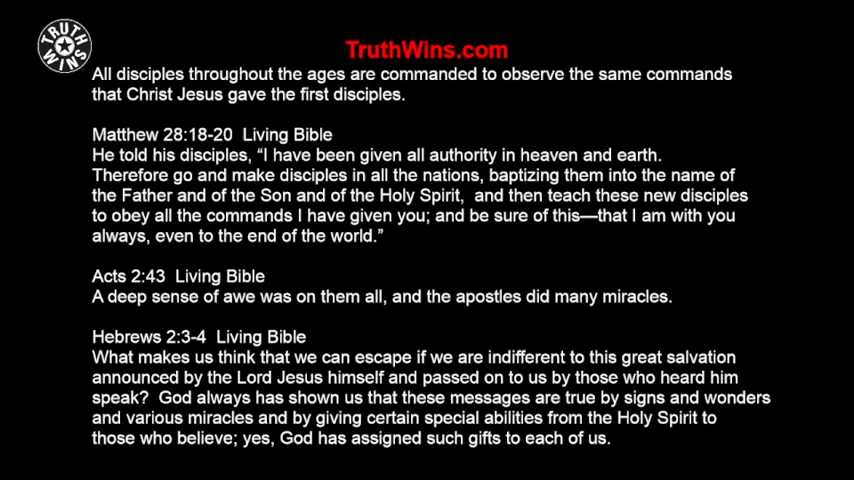 TRUTH
WINS
TruthWins.com
All disciples throughout the ages are commanded to observe the same commands
that Christ Jesus gave the first disciples.
Matthew 28:18-20  Living Bible
He told his disciples, “I have been given all authority in heaven and earth.
Therefore go and make disciples in all the nations, baptizing them into the name of
the Father and of the Son and of the Holy Spirit,  and then teach these new disciples
to obey all the commands I have given you; and be sure of this—that I am with you
always, even to the end of the world.”
Acts 2:43  Living Bible
A deep sense of awe was on them all, and the apostles did many miracles.
Hebrews 2:3-4  Living Bible
What makes us think that we can escape if we are indifferent to this great salvation
announced by the Lord Jesus himself and passed on to us by those who heard him
speak?  God always has shown us that these messages are true by signs and wonders
and various miracles and by giving certain special abilities from the Holy Spirit to
those who believe; yes, God has assigned such gifts to each of us.